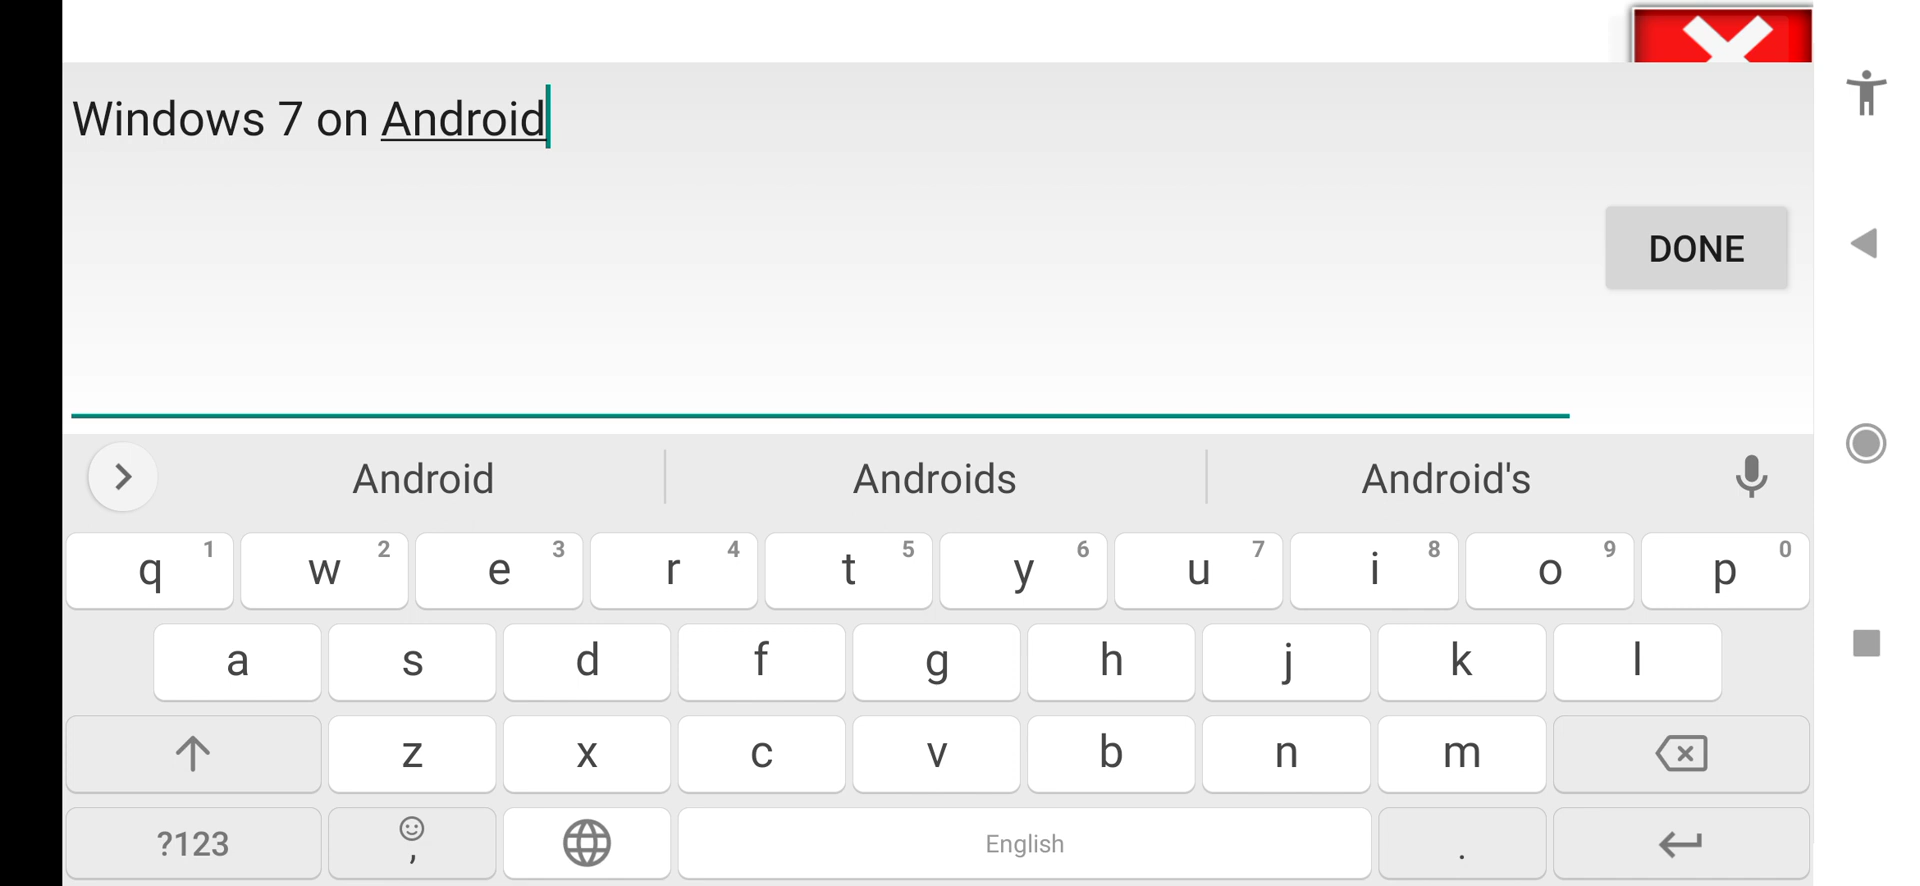 Windows 7 on Android
DONE
Android Androids Android's
q 1 w 2 e 3 r 4 t 5 y 6 u 7 i 8 o 9 p 0
a s d f g h j k l
z x c v b n m
?123 , English .